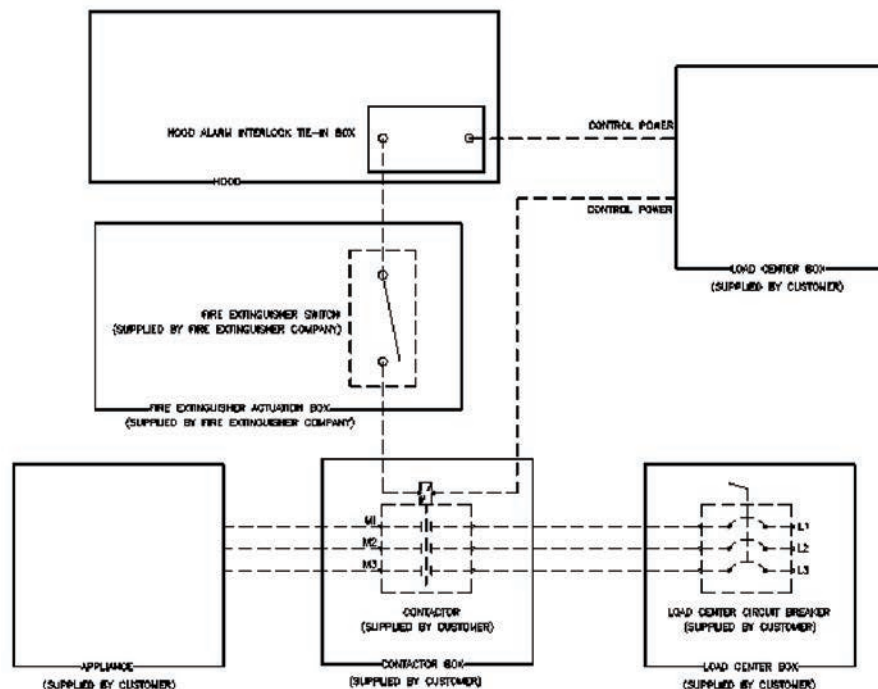 HOOD ALARM INTERLOCK TIE-IN BOX
CONTROL POWER
HOOD
CONTROL POWER
LOAD CENTER BOX
(SUPPLIED BY CUSTOMER)
FIRE EXTINGUISHER SWITCH
(SUPPLIED BY FIRE EXTINGUISHER COMPANY)
FIRE EXTINGUISHER ACTUATION BOX
(SUPPLIED BY FIRE EXTINGUISHER COMPANY)
M1
M2
M3
L1
L2
L3
CONTACTOR
(SUPPLIED BY CUSTOMER)
LOAD CENTER CIRCUIT BREAKER
(SUPPLIED BY CUSTOMER)
APPLIANCE
(SUPPLIED BY CUSTOMER)
CONTACTOR BOX
(SUPPLIED BY CUSTOMER)
LOAD CENTER BOX
(SUPPLIED BY CUSTOMER)